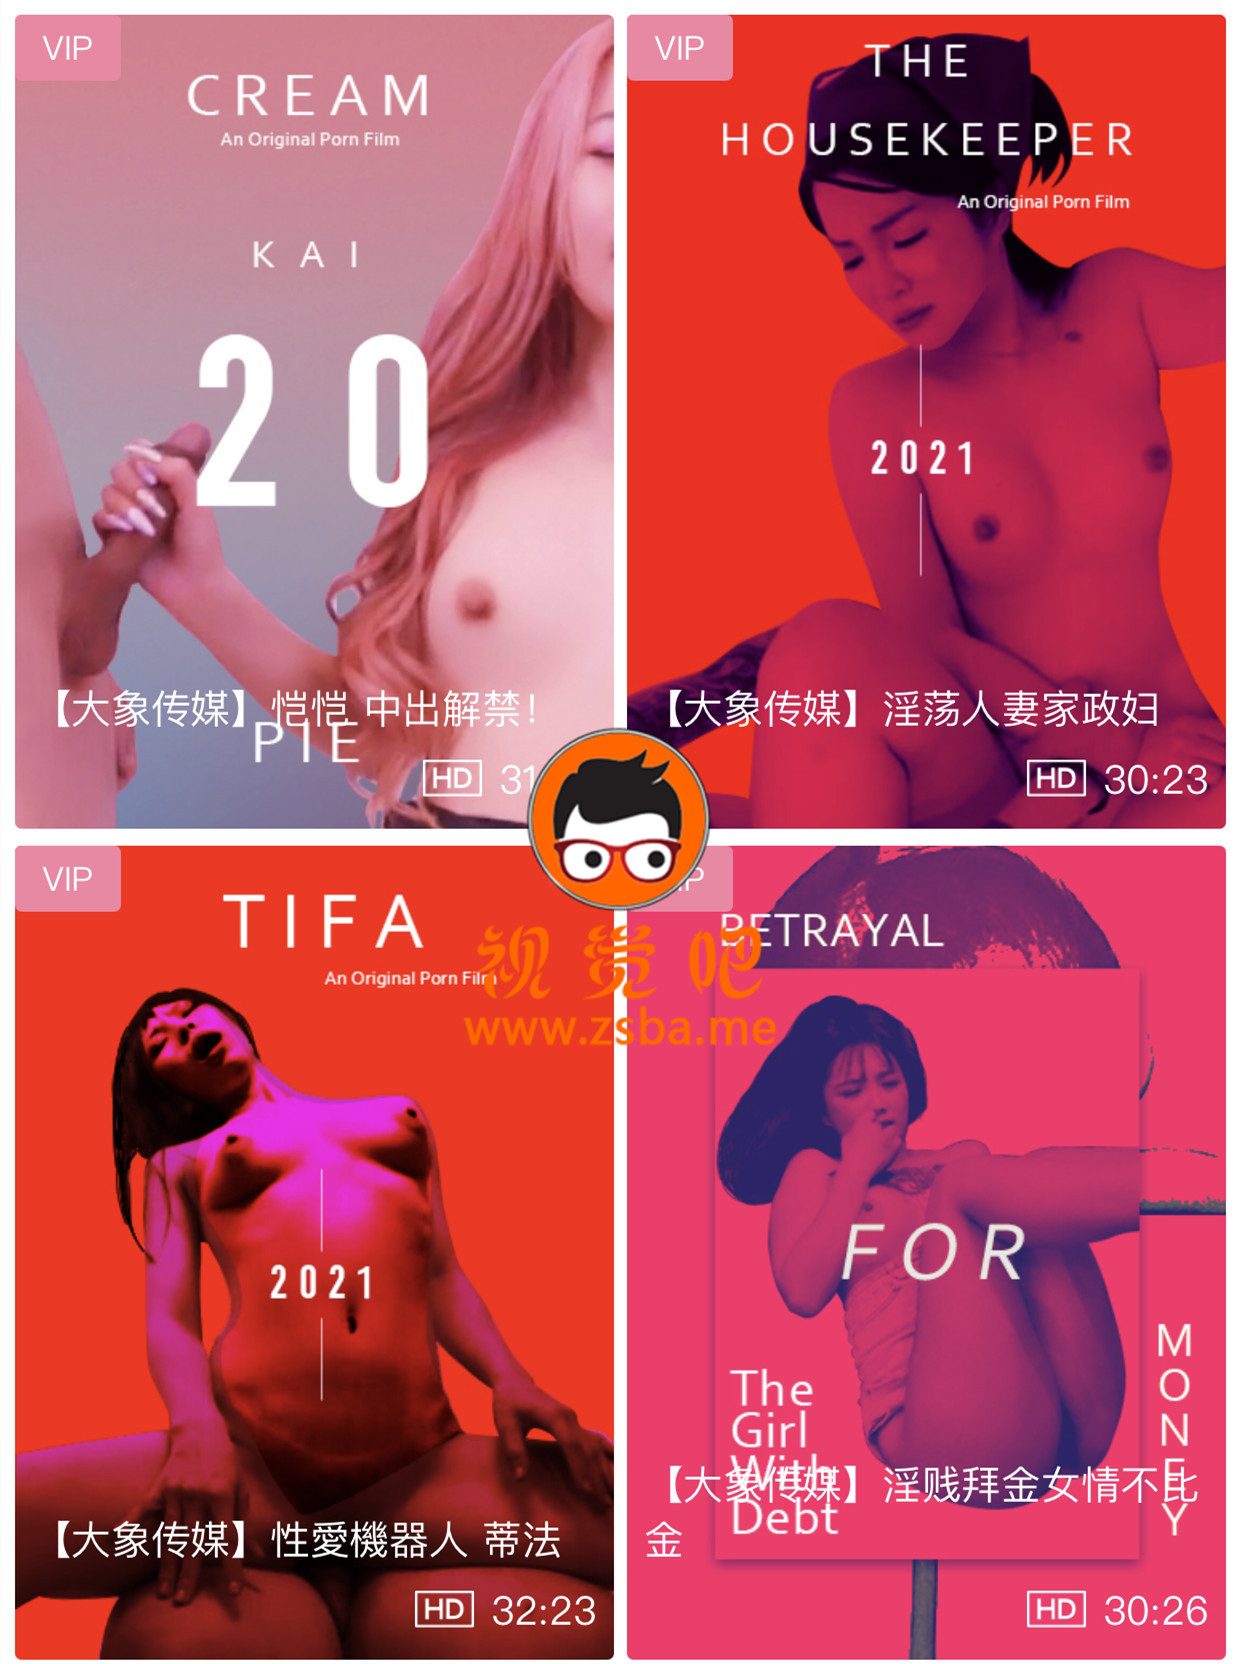 VIP
CREAM
An Original Porn Film
KAI
20
【大象传媒】恺恺 中出解禁！
PIE
HD 31
VIP
THE
HOUSEKEEPER
An Original Porn Film
2021
【大象传媒】淫荡人妻家政妇
HD 30:23
VIP
TIFA
An Original Porn Film
2021
【大象传媒】性愛機器人 蒂法
HD 32:23
视觉吧
www.zsba.me
BETRAYAL
FOR
MONEY
The
Girl
With
Debt
【大象传媒】淫贱拜金女情不比
金
HD 30:26